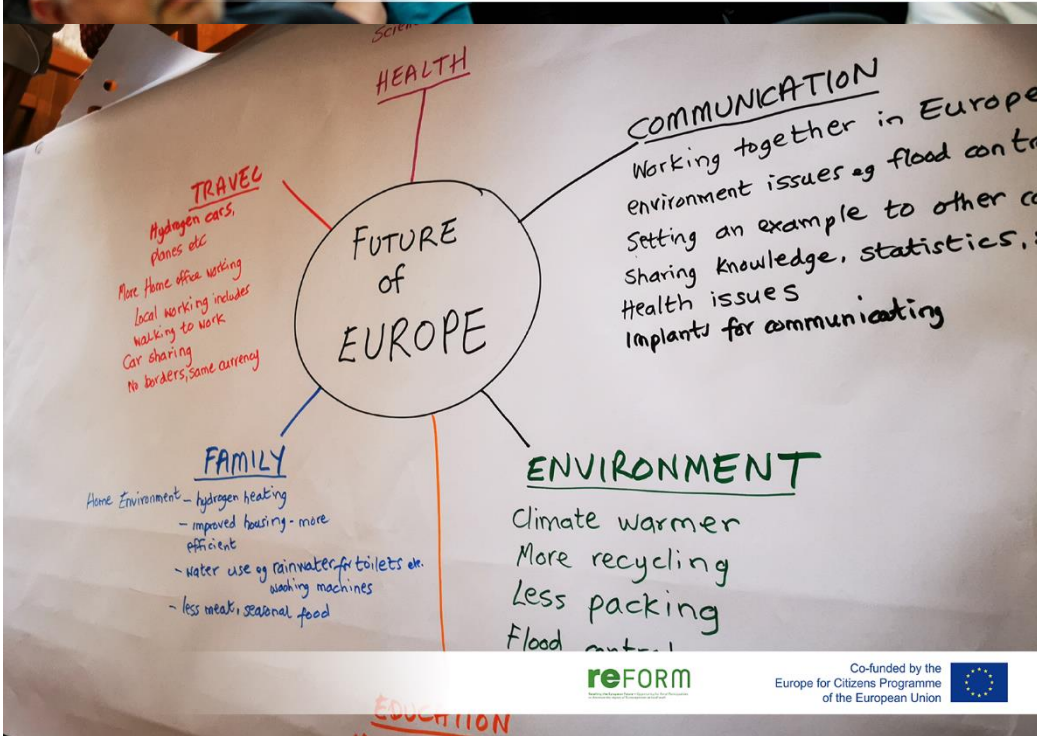 HEALTH
COMMUNICATION
Working together in Europe
environment issues eg flood
Setting an example to other
Sharing knowledge, statistics,
Health issues
Implants for communicating
TRAVEL
Hydrogen cars,
planes etc
More Home office working
Local working includes
walking to work
Car sharing
No borders, same currency
FUTURE
of
EUROPE
FAMILY
Home Environment - hydrogen heating
- improved housing - more
efficient
- water use eg rainwater for toilets etc.
washing machines
- less meat, seasonal food
ENVIRONMENT
Climate warmer
More recycling
Less packing
Flood
EDUCATION
reFORM
Co-funded by the
Europe for Citizens Programme
of the European Union